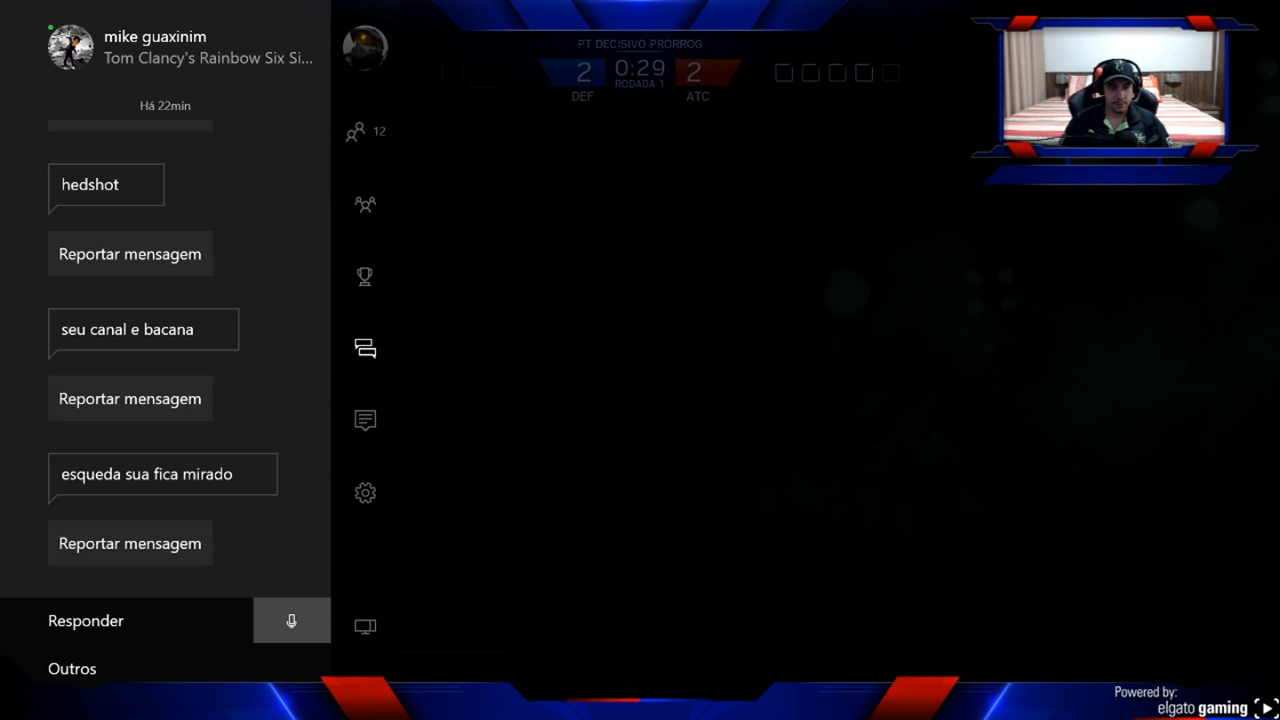 mike guaxinim
Tom Clancy's Rainbow Six Si...
Há 22min
hedshot
Reportar mensagem
seu canal e bacana
Reportar mensagem
esqueda sua fica mirado
Reportar mensagem
Responder
Outros
12
PT DECISIVO PRORROG
2 0:29 2
RODADA 1
DEF ATC
Powered by:
elgato gaming